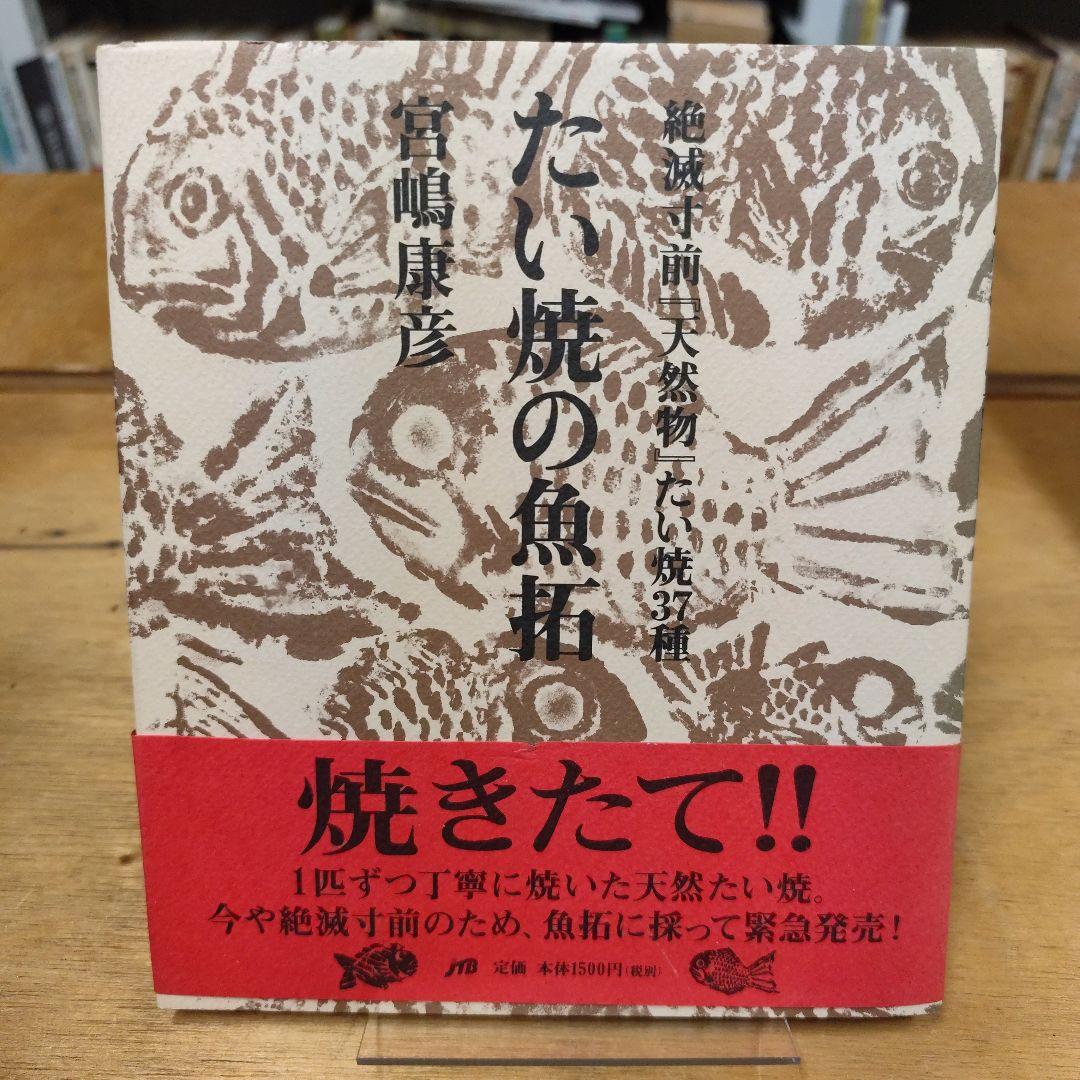 絶滅寸前『天然物』たい焼37種
たい焼の魚拓
宮嶋康彦
焼きたて!!
1匹ずつ丁寧に焼いた天然たい焼。
今や絶滅寸前のため、魚拓に採って緊急発売!
JTB 定価 本体1500円(税別)